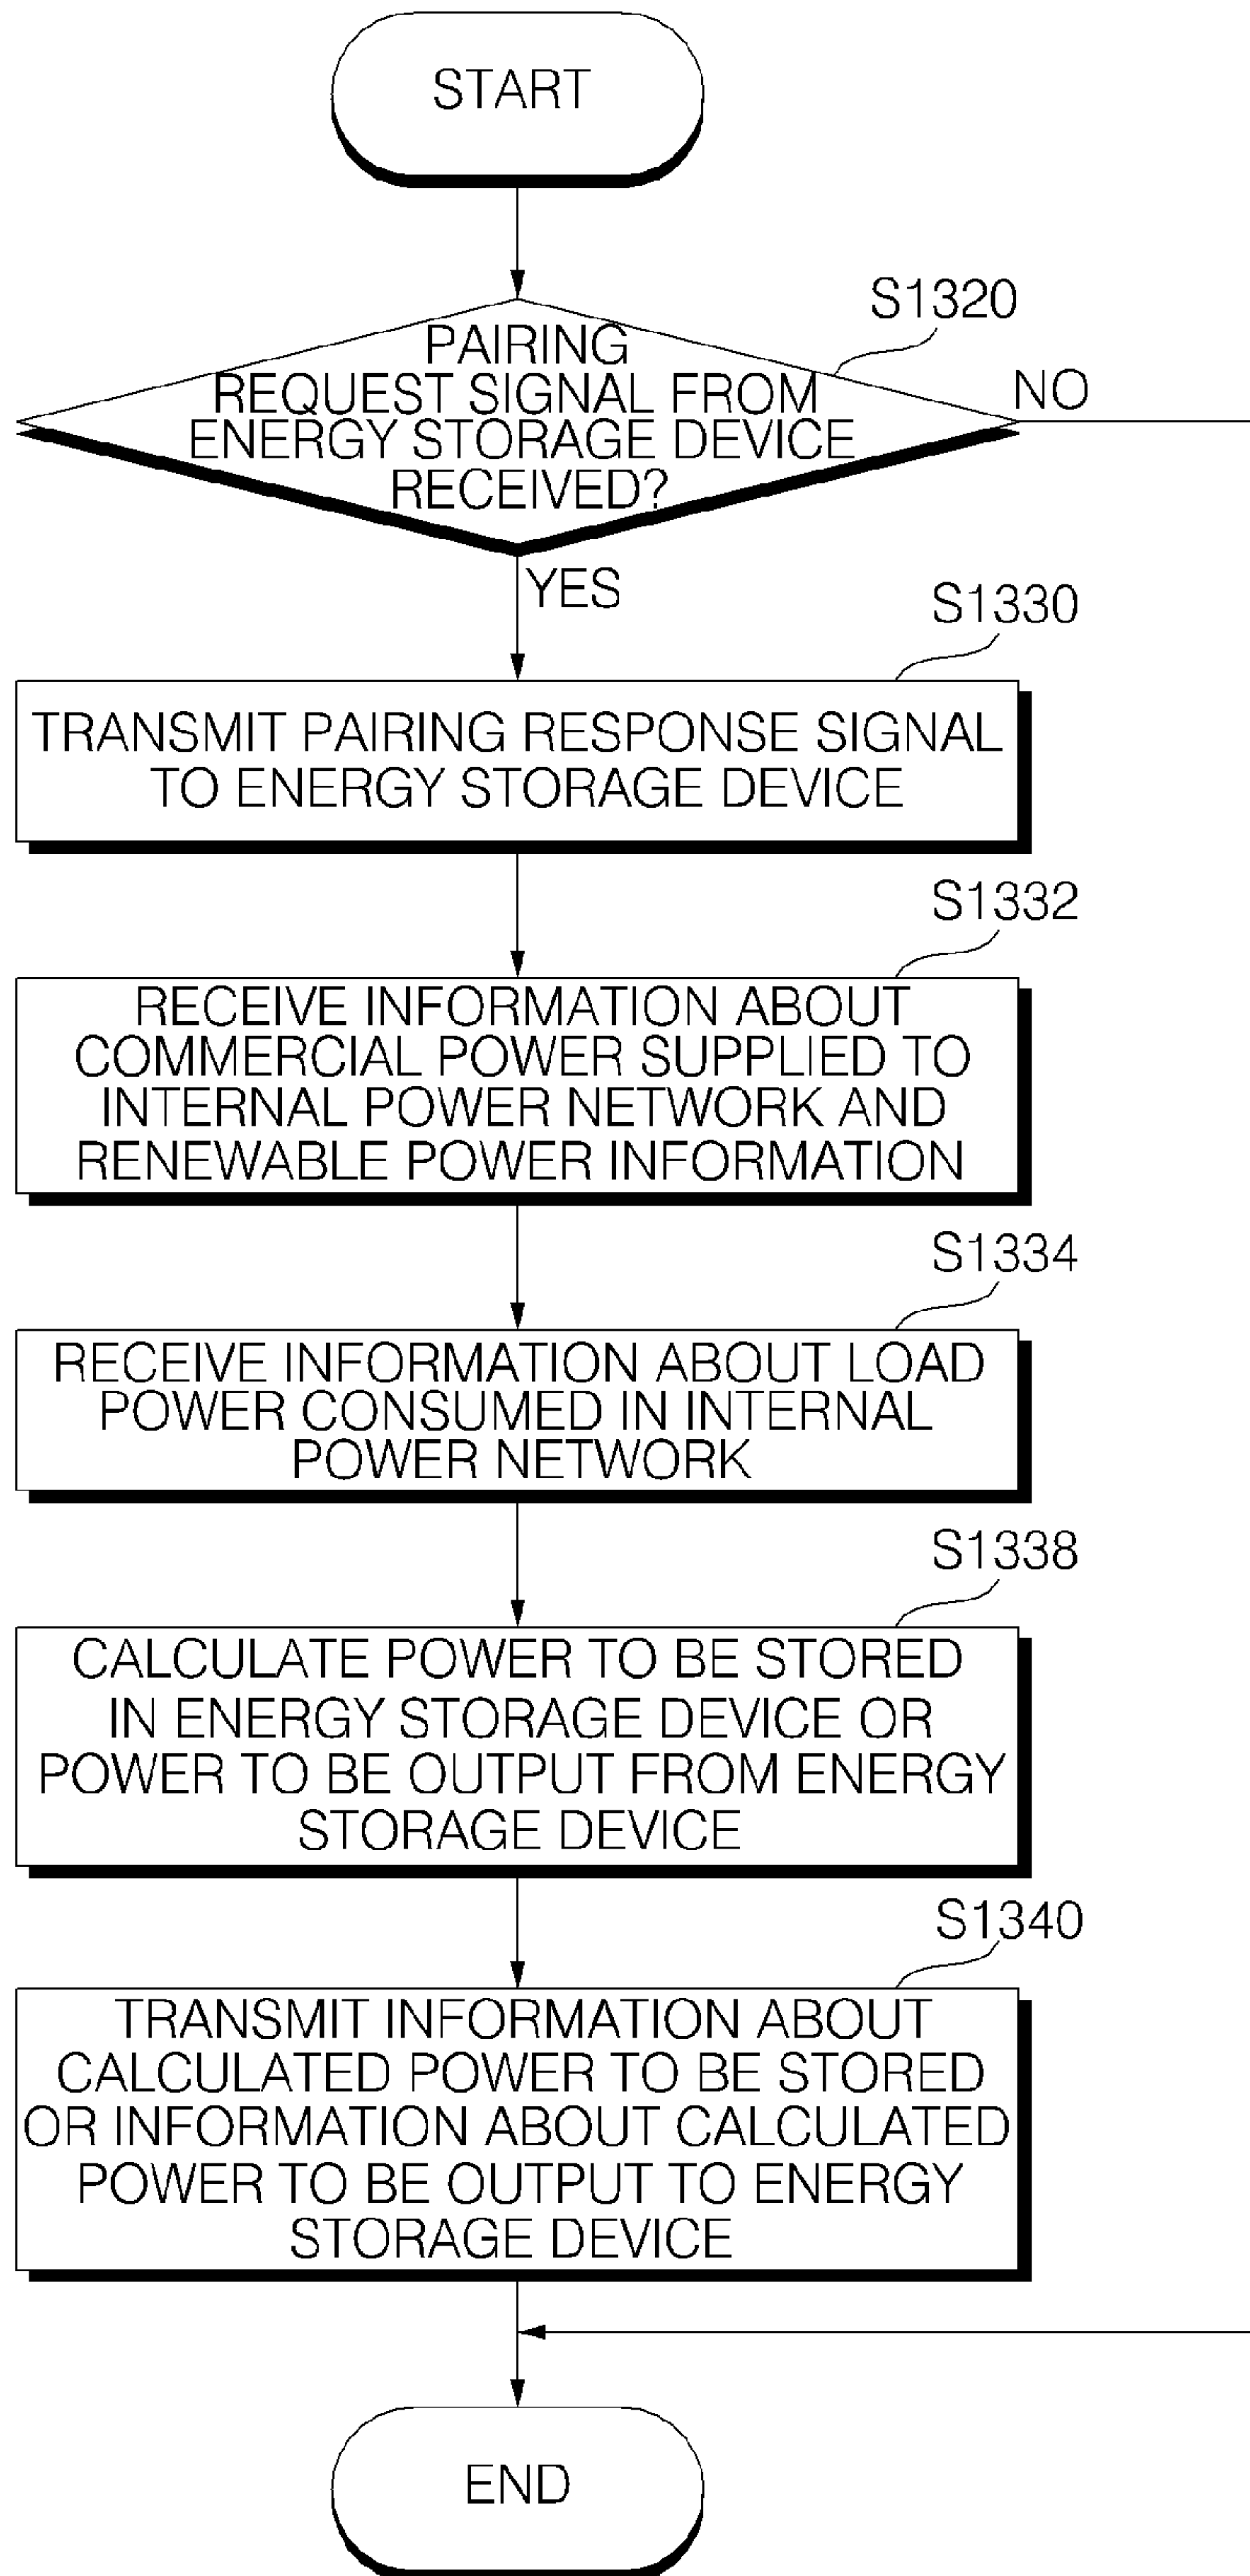 START
S1320
PAIRING
REQUEST SIGNAL FROM
ENERGY STORAGE DEVICE
RECEIVED?
NO
YES
S1330
TRANSMIT PAIRING RESPONSE SIGNAL
TO ENERGY STORAGE DEVICE
S1332
RECEIVE INFORMATION ABOUT
COMMERCIAL POWER SUPPLIED TO
INTERNAL POWER NETWORK AND
RENEWABLE POWER INFORMATION
S1334
RECEIVE INFORMATION ABOUT LOAD
POWER CONSUMED IN INTERNAL
POWER NETWORK
S1338
CALCULATE POWER TO BE STORED
IN ENERGY STORAGE DEVICE OR
POWER TO BE OUTPUT FROM ENERGY
STORAGE DEVICE
S1340
TRANSMIT INFORMATION ABOUT
CALCULATED POWER TO BE STORED
OR INFORMATION ABOUT CALCULATED
POWER TO BE OUTPUT TO ENERGY
STORAGE DEVICE
END